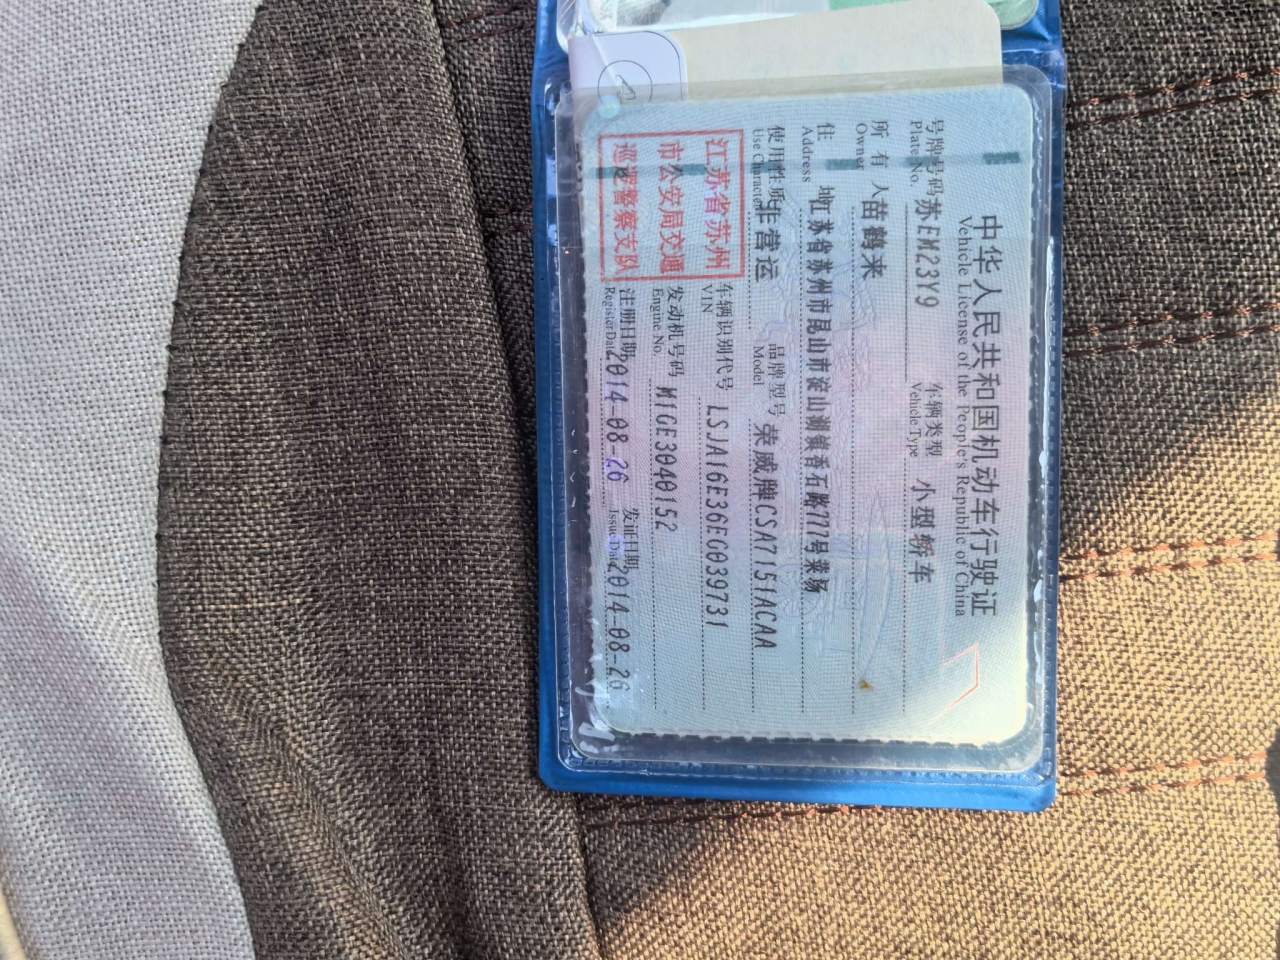 中华人民共和国机动车行驶证
Vehicle License of the People's Republic of China
号牌号码 苏EM23Y9 车辆类型 小型轿车
Plate No. Vehicle Type
所有人 苗鹤来
Owner
住址 江苏省苏州市昆山市淀山湖镇香石路777号菜场
Address
使用性质 非营运 品牌型号 荣威牌CSA7151ACAA
Use Character Model
江苏省苏州
市公安局交通
巡逻警察支队
车辆识别代号 LSJA16E36EG039731
VIN
发动机号码 M1GE3040152
Engine No.
注册日期 2014-08-26 发证日期 2014-08-26
Register Date Issue Date